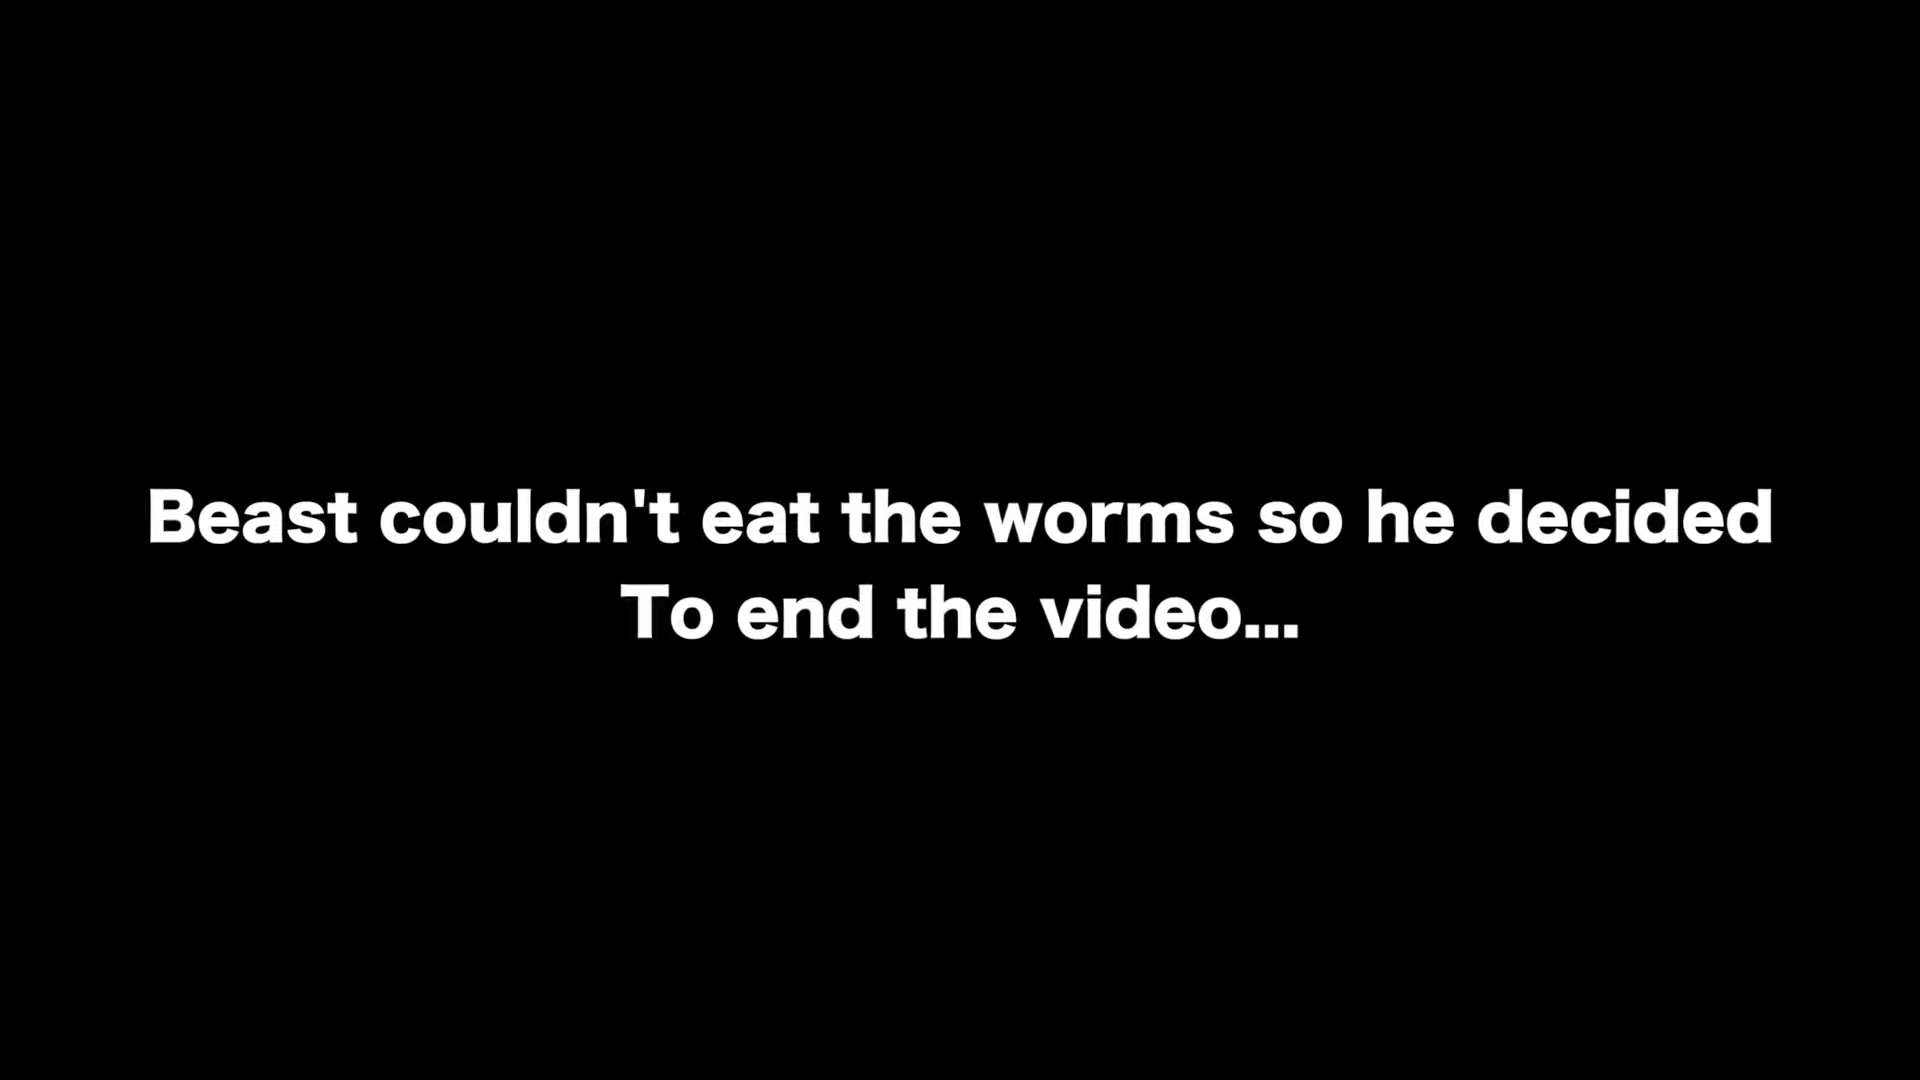 Beast couldn't eat the worms so he decided
To end the video...